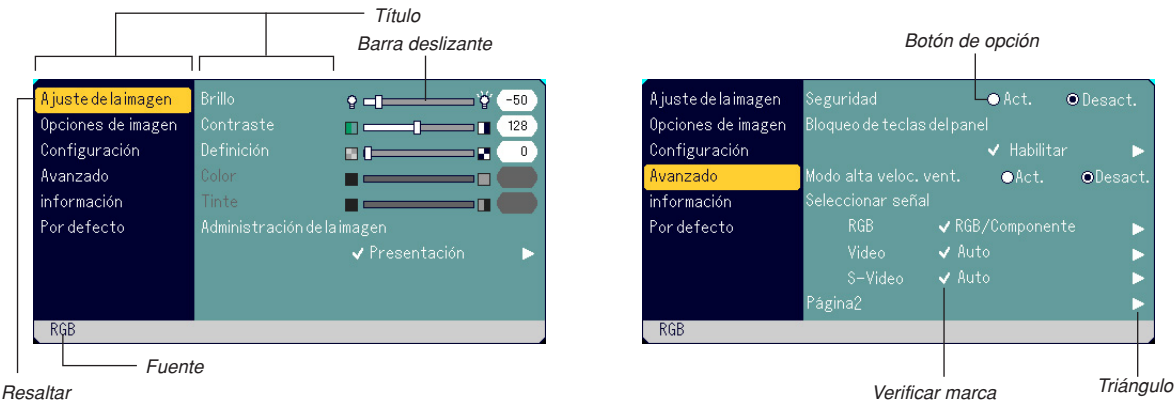 Título
Barra deslizante
Ajuste de la imagen
Brillo
-50
Opciones de imagen
Contraste
128
Configuración
Definición
0
Avanzado
Color
información
Tinte
Por defecto
Administración de la imagen
Presentación
RGB
Fuente
Resaltar
Botón de opción
Ajuste de la imagen
Seguridad
Act.
Desact.
Opciones de imagen
Bloqueo de teclas del panel
Configuración
Habilitar
Avanzado
Modo alta veloc. vent.
Act.
Desact.
información
Seleccionar señal
Por defecto
RGB
RGB/Componente
Video
Auto
S-Video
Auto
Página2
RGB
Verificar marca
Triángulo